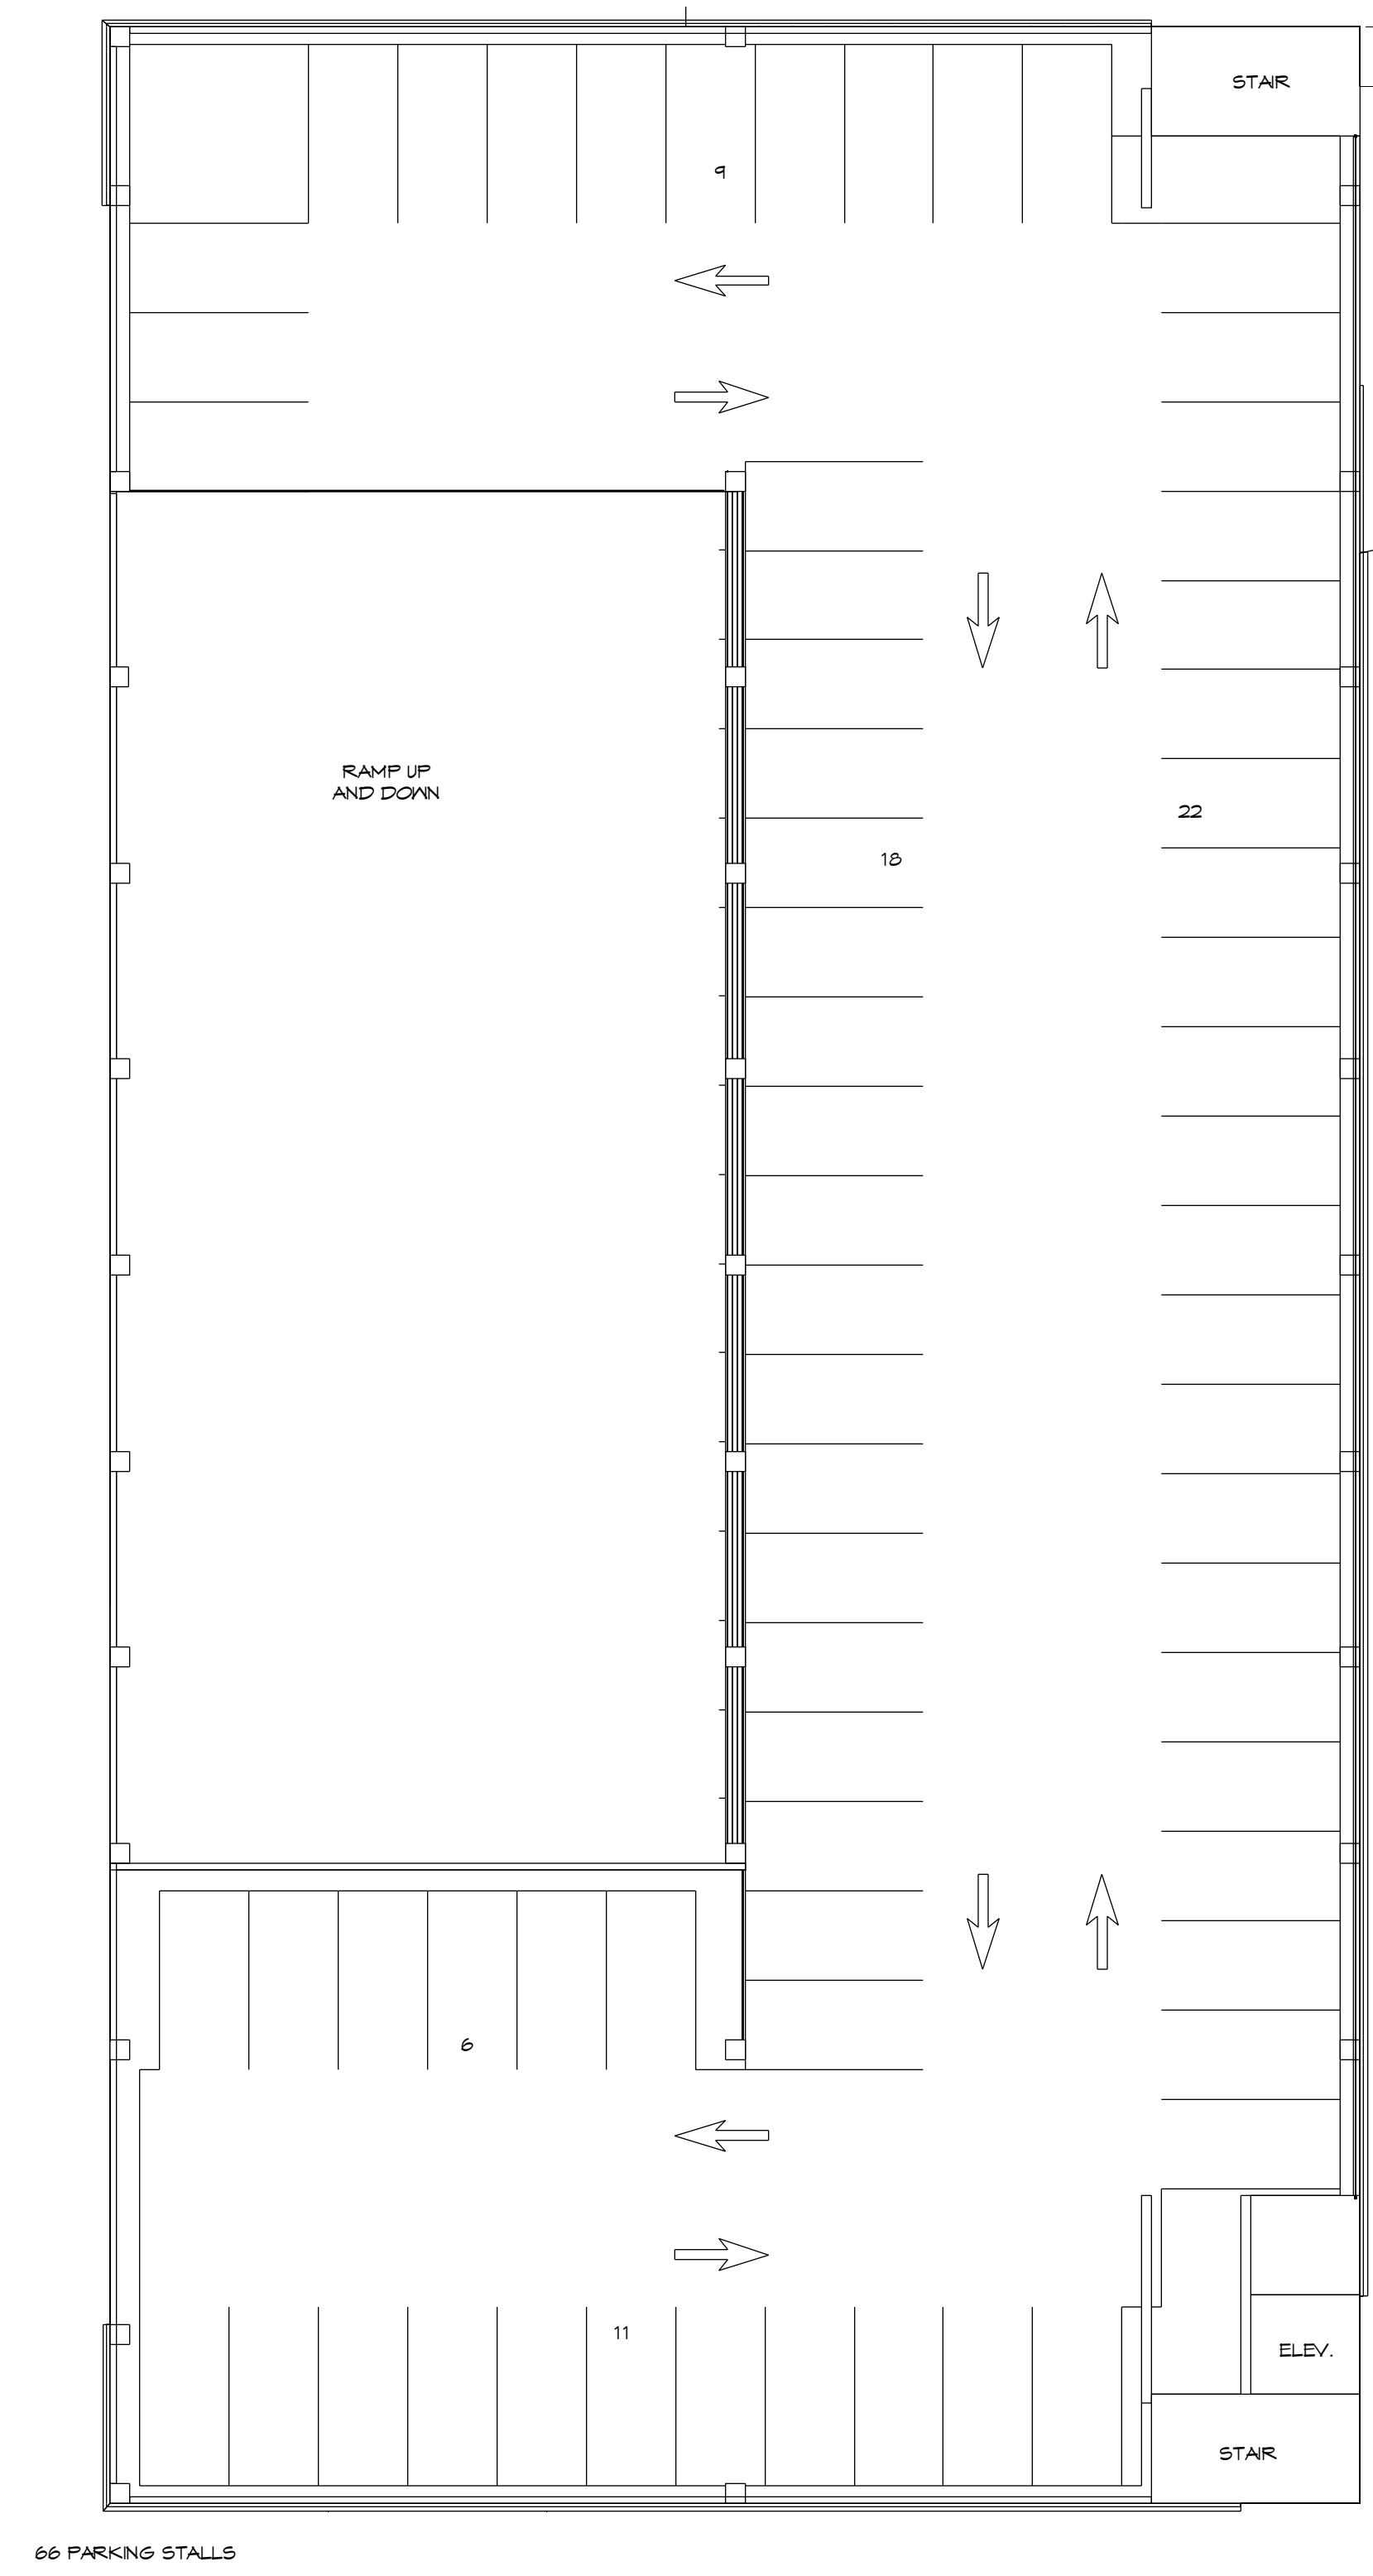 STAIR
9
RAMP UP
AND DOWN
22
18
6
11
ELEV.
STAIR
66 PARKING STALLS